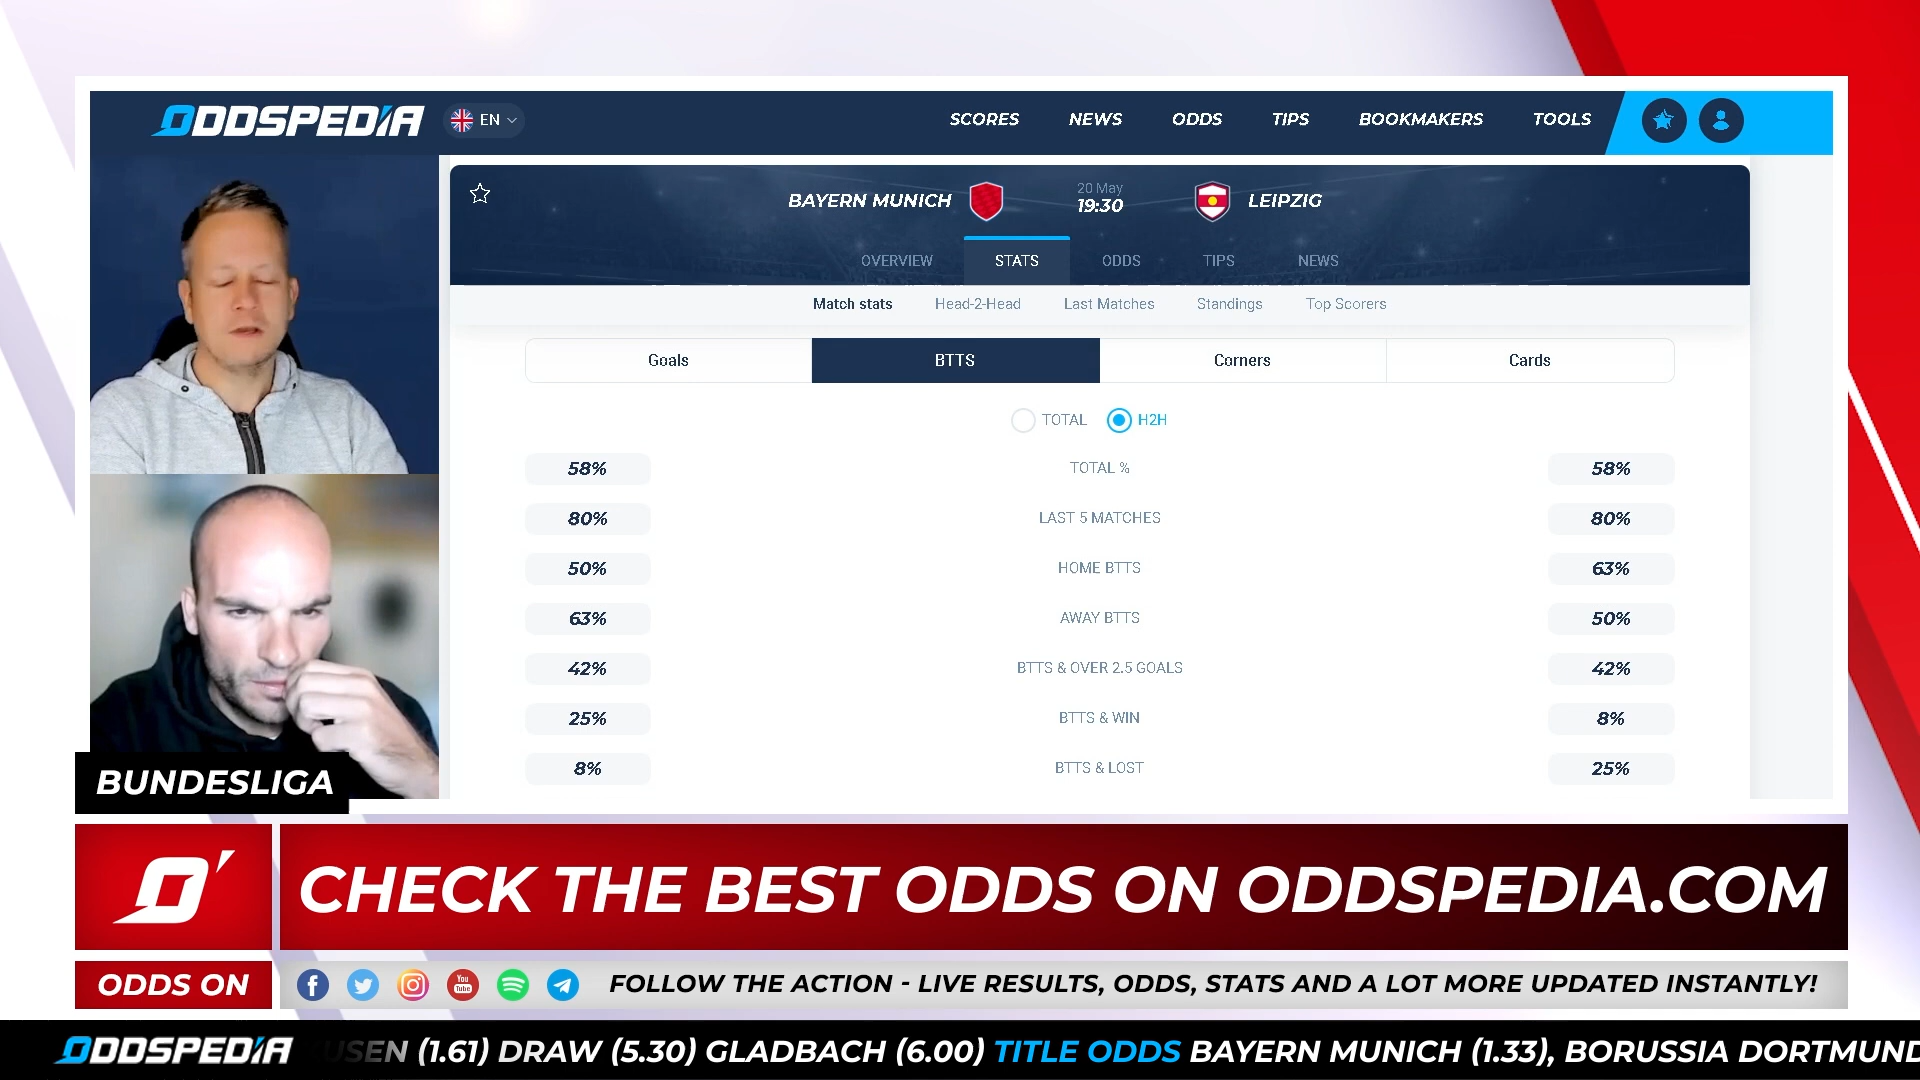 ODDSPEDIA EN SCORES NEWS ODDS TIPS BOOKMAKERS TOOLS
BAYERN MUNICH 20 May 19:30 LEIPZIG
OVERVIEW STATS ODDS TIPS NEWS
Match stats Head-2-Head Last Matches Standings Top Scorers
Goals BTTS Corners Cards
TOTAL H2H
58% TOTAL % 58%
80% LAST 5 MATCHES 80%
50% HOME BTTS 63%
63% AWAY BTTS 50%
42% BTTS & OVER 2.5 GOALS 42%
25% BTTS & WIN 8%
8% BTTS & LOST 25%
BUNDESLIGA
CHECK THE BEST ODDS ON ODDSPEDIA.COM
ODDS ON You Tube FOLLOW THE ACTION - LIVE RESULTS, ODDS, STATS AND A LOT MORE UPDATED INSTANTLY!
ODDSPEDIA USEN (1.61) DRAW (5.30) GLADBACH (6.00) TITLE ODDS BAYERN MUNICH (1.33), BORUSSIA DORTMUND